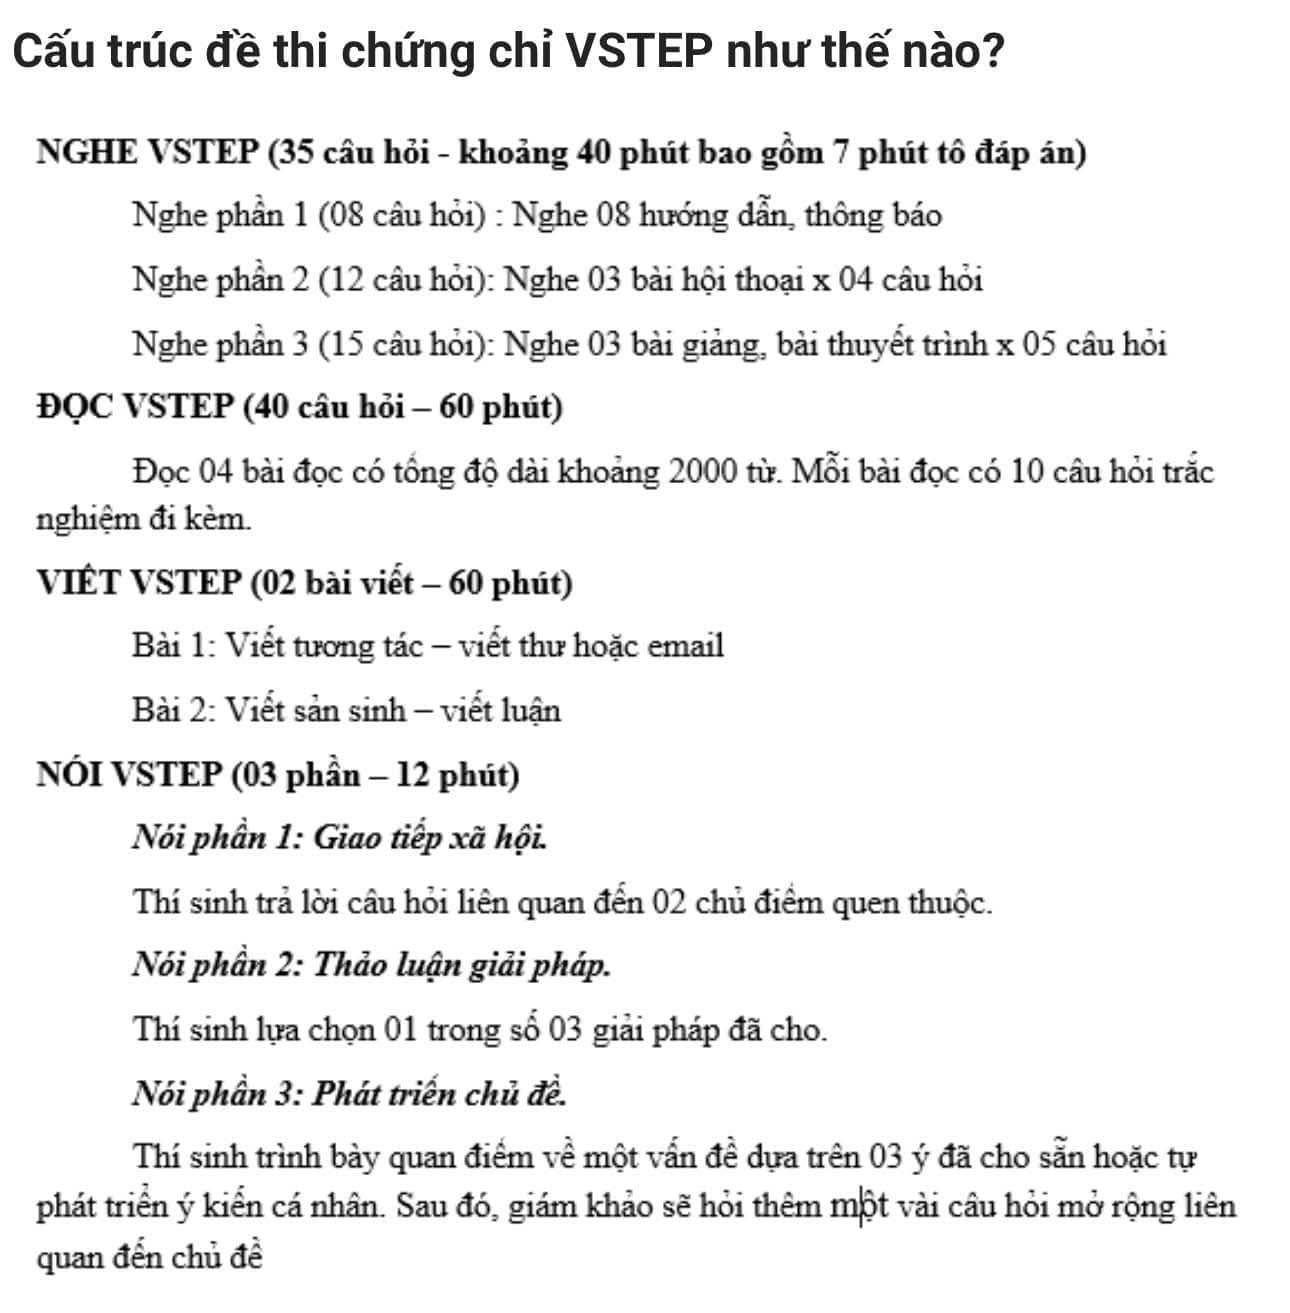 Cấu trúc đề thi chứng chỉ VSTEP như thế nào?
NGHE VSTEP (35 câu hỏi - khoảng 40 phút bao gồm 7 phút tô đáp án)
Nghe phần 1 (08 câu hỏi) : Nghe 08 hướng dẫn, thông báo
Nghe phần 2 (12 câu hỏi): Nghe 03 bài hội thoại x 04 câu hỏi
Nghe phần 3 (15 câu hỏi): Nghe 03 bài giảng, bài thuyết trình x 05 câu hỏi
ĐỌC VSTEP (40 câu hỏi – 60 phút)
Đọc 04 bài đọc có tổng độ dài khoảng 2000 từ. Mỗi bài đọc có 10 câu hỏi trắc
nghiệm đi kèm.
VIẾT VSTEP (02 bài viết – 60 phút)
Bài 1: Viết tương tác – viết thư hoặc email
Bài 2: Viết sản sinh – viết luận
NÓI VSTEP (03 phần – 12 phút)
Nói phần 1: Giao tiếp xã hội.
Thí sinh trả lời câu hỏi liên quan đến 02 chủ điểm quen thuộc.
Nói phần 2: Thảo luận giải pháp.
Thí sinh lựa chọn 01 trong số 03 giải pháp đã cho.
Nói phần 3: Phát triển chủ đề.
Thí sinh trình bày quan điểm về một vấn đề dựa trên 03 ý đã cho sẵn hoặc tự
phát triển ý kiến cá nhân. Sau đó, giám khảo sẽ hỏi thêm một vài câu hỏi mở rộng liên
quan đến chủ đề